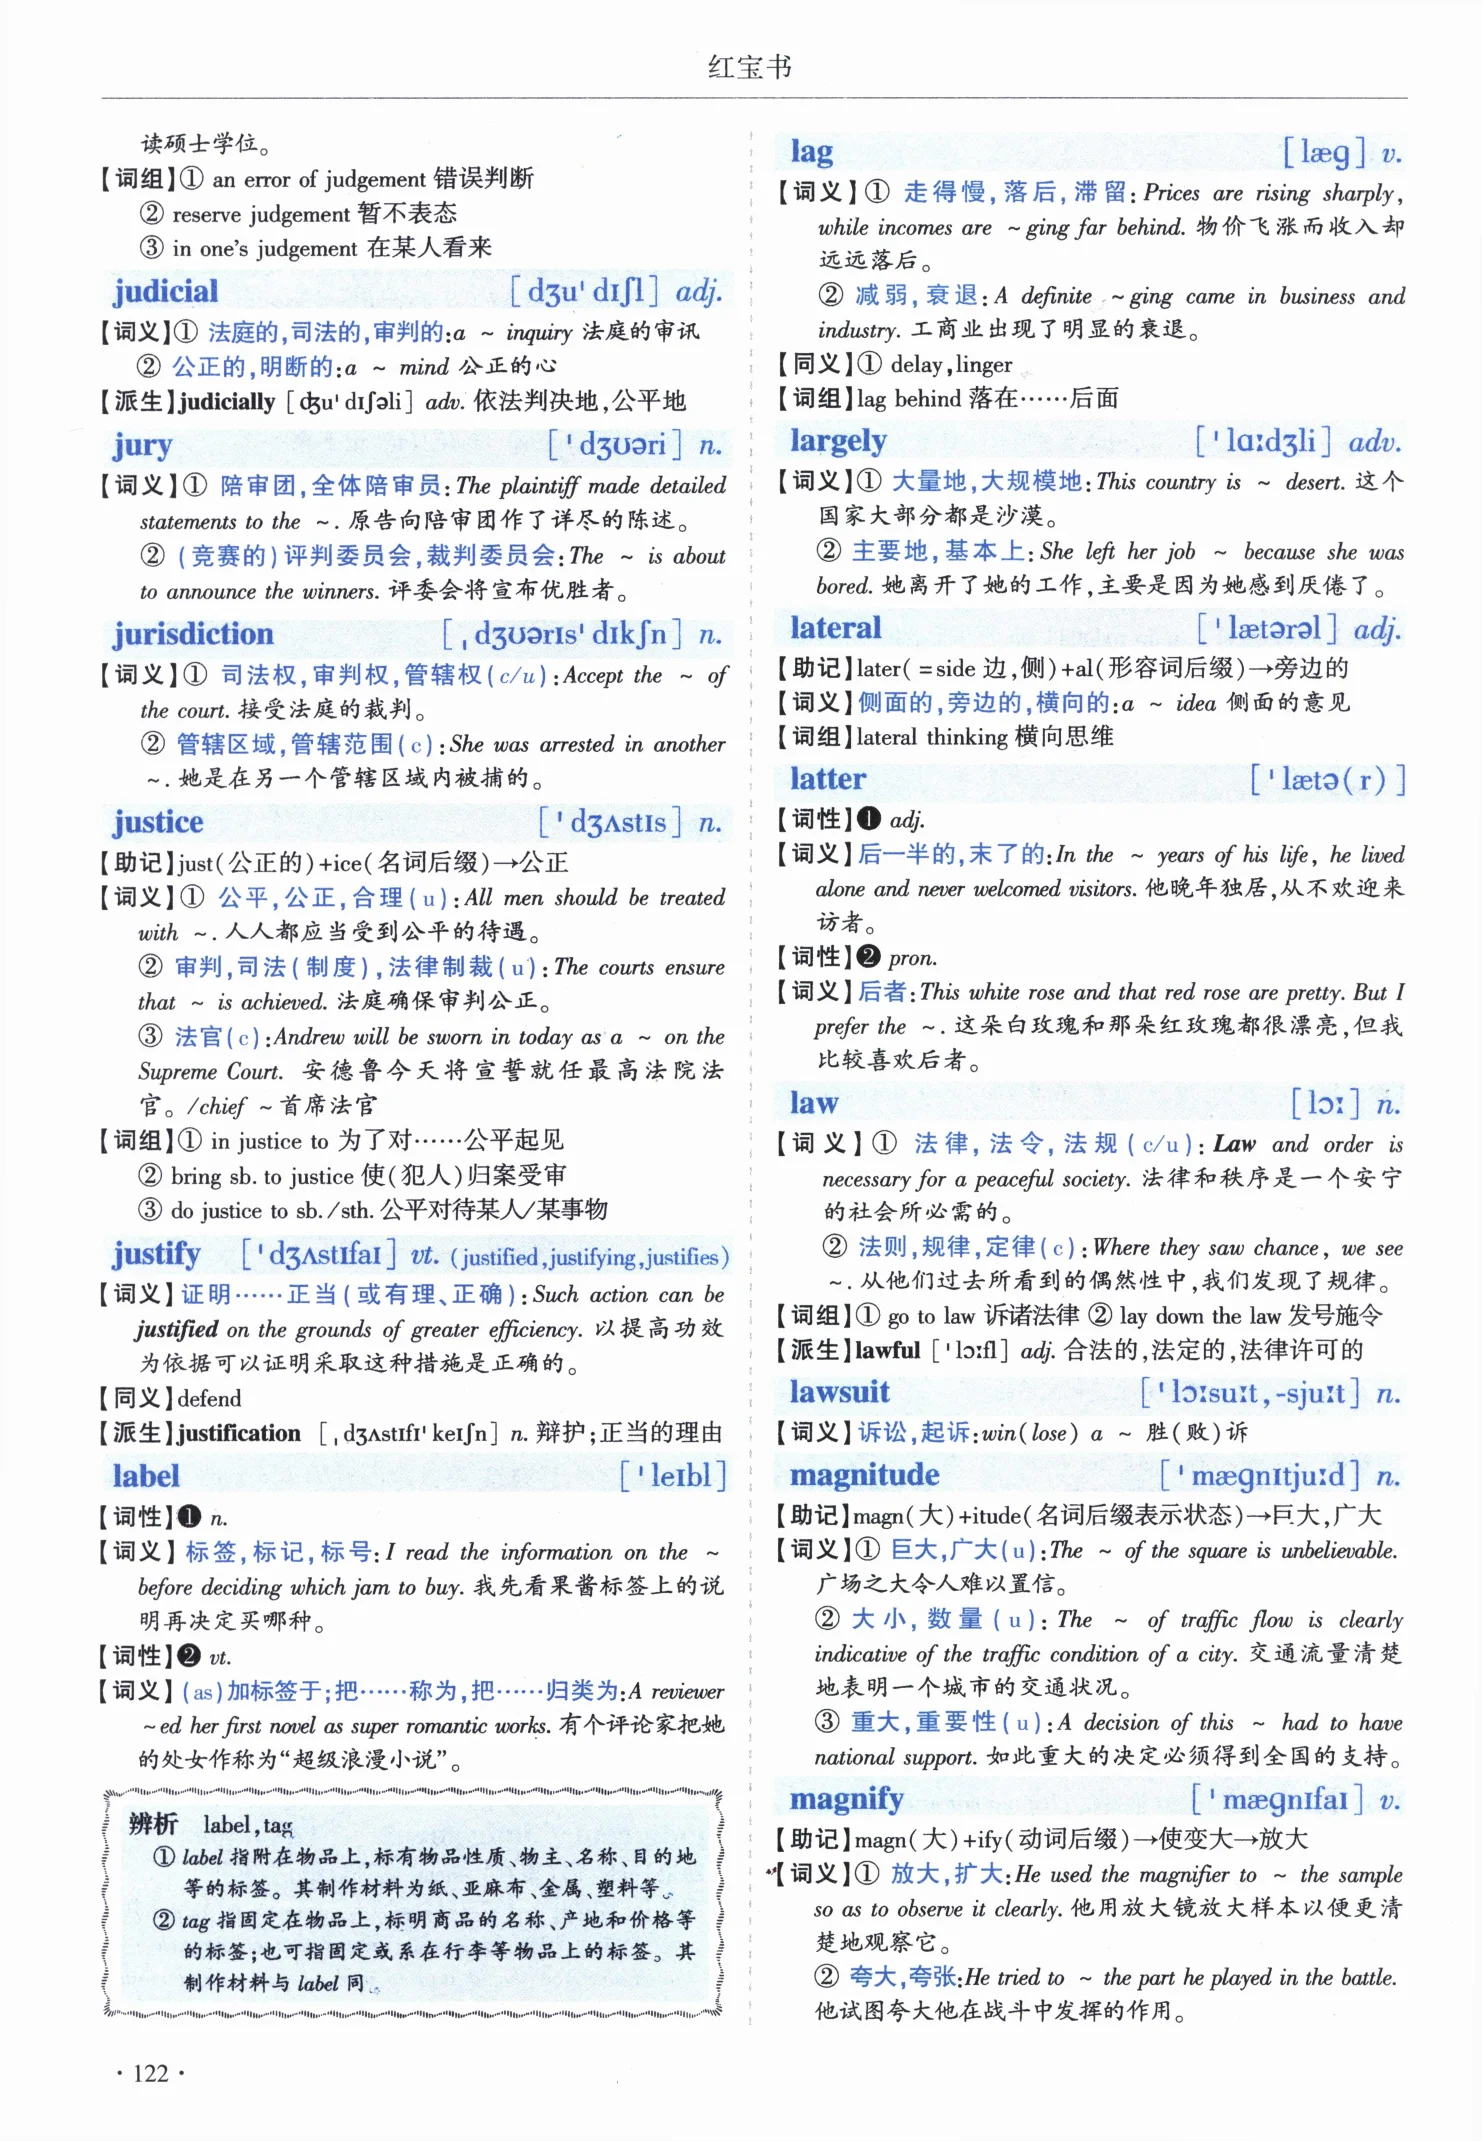 红宝书
读硕士学位。
【词组】① an error of judgement 错误判断
② reserve judgement 暂不表态
③ in one's judgement 在某人看来
judicial [dʒuˈdɪʃl] adj.
【词义】① 法庭的,司法的,审判的:a ~ inquiry 法庭的审讯
② 公正的,明断的:a ~ mind 公正的心
【派生】judicially [ʤuˈdɪʃəli] adv. 依法判决地,公平地
jury [ˈdʒʊəri] n.
【词义】① 陪审团,全体陪审员:The plaintiff made detailed
statements to the ~. 原告向陪审团作了详尽的陈述。
② (竞赛的)评判委员会,裁判委员会:The ~ is about
to announce the winners. 评委会将宣布优胜者。
jurisdiction [ˌdʒʊərɪsˈdɪkʃn] n.
【词义】① 司法权,审判权,管辖权(c/u):Accept the ~ of
the court. 接受法庭的裁判。
② 管辖区域,管辖范围(c):She was arrested in another
~. 她是在另一个管辖区域内被捕的。
justice [ˈdʒʌstɪs] n.
【助记】just(公正的)+ice(名词后缀)→公正
【词义】① 公平,公正,合理(u):All men should be treated
with ~. 人人都应当受到公平的待遇。
② 审判,司法(制度),法律制裁(u):The courts ensure
that ~ is achieved. 法庭确保审判公正。
③ 法官(c):Andrew will be sworn in today as a ~ on the
Supreme Court. 安德鲁今天将宣誓就任最高法院法
官。/chief ~ 首席法官
【词组】① in justice to 为了对……公平起见
② bring sb. to justice 使(犯人)归案受审
③ do justice to sb./sth. 公平对待某人/某事物
justify [ˈdʒʌstɪfaɪ] vt. (justified,justifying,justifies)
【词义】证明……正当(或有理、正确):Such action can be
justified on the grounds of greater efficiency. 以提高功效
为依据可以证明采取这种措施是正确的。
【同义】defend
【派生】justification [ˌdʒʌstɪfɪˈkeɪʃn] n. 辩护;正当的理由
label [ˈleɪbl]
【词性】❶ n.
【词义】标签,标记,标号:I read the information on the ~
before deciding which jam to buy. 我先看果酱标签上的说
明再决定买哪种。
【词性】❷ vt.
【词义】(as)加标签于;把……称为,把……归类为:A reviewer
~ed her first novel as super romantic works. 有个评论家把她
的处女作称为“超级浪漫小说”。
辨析 label,tag
① label 指附在物品上,标有物品性质、物主、名称、目的地
等的标签。其制作材料为纸、亚麻布、金属、塑料等。
② tag 指固定在物品上,标明商品的名称、产地和价格等
的标签;也可指固定或系在行李等物品上的标签。其
制作材料与 label 同。
· 122 ·
lag [læg] v.
【词义】① 走得慢,落后,滞留:Prices are rising sharply,
while incomes are ~ging far behind. 物价飞涨而收入却
远远落后。
② 减弱,衰退:A definite ~ging came in business and
industry. 工商业出现了明显的衰退。
【同义】① delay,linger
【词组】lag behind 落在……后面
largely [ˈlɑːdʒli] adv.
【词义】① 大量地,大规模地:This country is ~ desert. 这个
国家大部分都是沙漠。
② 主要地,基本上:She left her job ~ because she was
bored. 她离开了她的工作,主要是因为她感到厌倦了。
lateral [ˈlætərəl] adj.
【助记】later(=side 边,侧)+al(形容词后缀)→旁边的
【词义】侧面的,旁边的,横向的:a ~ idea 侧面的意见
【词组】lateral thinking 横向思维
latter [ˈlætə(r)]
【词性】❶ adj.
【词义】后一半的,末了的:In the ~ years of his life, he lived
alone and never welcomed visitors. 他晚年独居,从不欢迎来
访者。
【词性】❷ pron.
【词义】后者:This white rose and that red rose are pretty. But I
prefer the ~. 这朵白玫瑰和那朵红玫瑰都很漂亮,但我
比较喜欢后者。
law [lɔː] n.
【词义】① 法律,法令,法规(c/u):Law and order is
necessary for a peaceful society. 法律和秩序是一个安宁
的社会所必需的。
② 法则,规律,定律(c):Where they saw chance, we see
~. 从他们过去所看到的偶然性中,我们发现了规律。
【词组】① go to law 诉诸法律 ② lay down the law 发号施令
【派生】lawful [ˈlɔːfl] adj. 合法的,法定的,法律许可的
lawsuit [ˈlɔːsuːt,-sjuːt] n.
【词义】诉讼,起诉:win(lose) a ~ 胜(败)诉
magnitude [ˈmægnɪtjuːd] n.
【助记】magn(大)+itude(名词后缀表示状态)→巨大,广大
【词义】① 巨大,广大(u):The ~ of the square is unbelievable.
广场之大令人难以置信。
② 大小,数量(u):The ~ of traffic flow is clearly
indicative of the traffic condition of a city. 交通流量清楚
地表明一个城市的交通状况。
③ 重大,重要性(u):A decision of this ~ had to have
national support. 如此重大的决定必须得到全国的支持。
magnify [ˈmægnɪfaɪ] v.
【助记】magn(大)+ify(动词后缀)→使变大→放大
【词义】① 放大,扩大:He used the magnifier to ~ the sample
so as to observe it clearly. 他用放大镜放大样本以便更清
楚地观察它。
② 夸大,夸张:He tried to ~ the part he played in the battle.
他试图夸大他在战斗中发挥的作用。